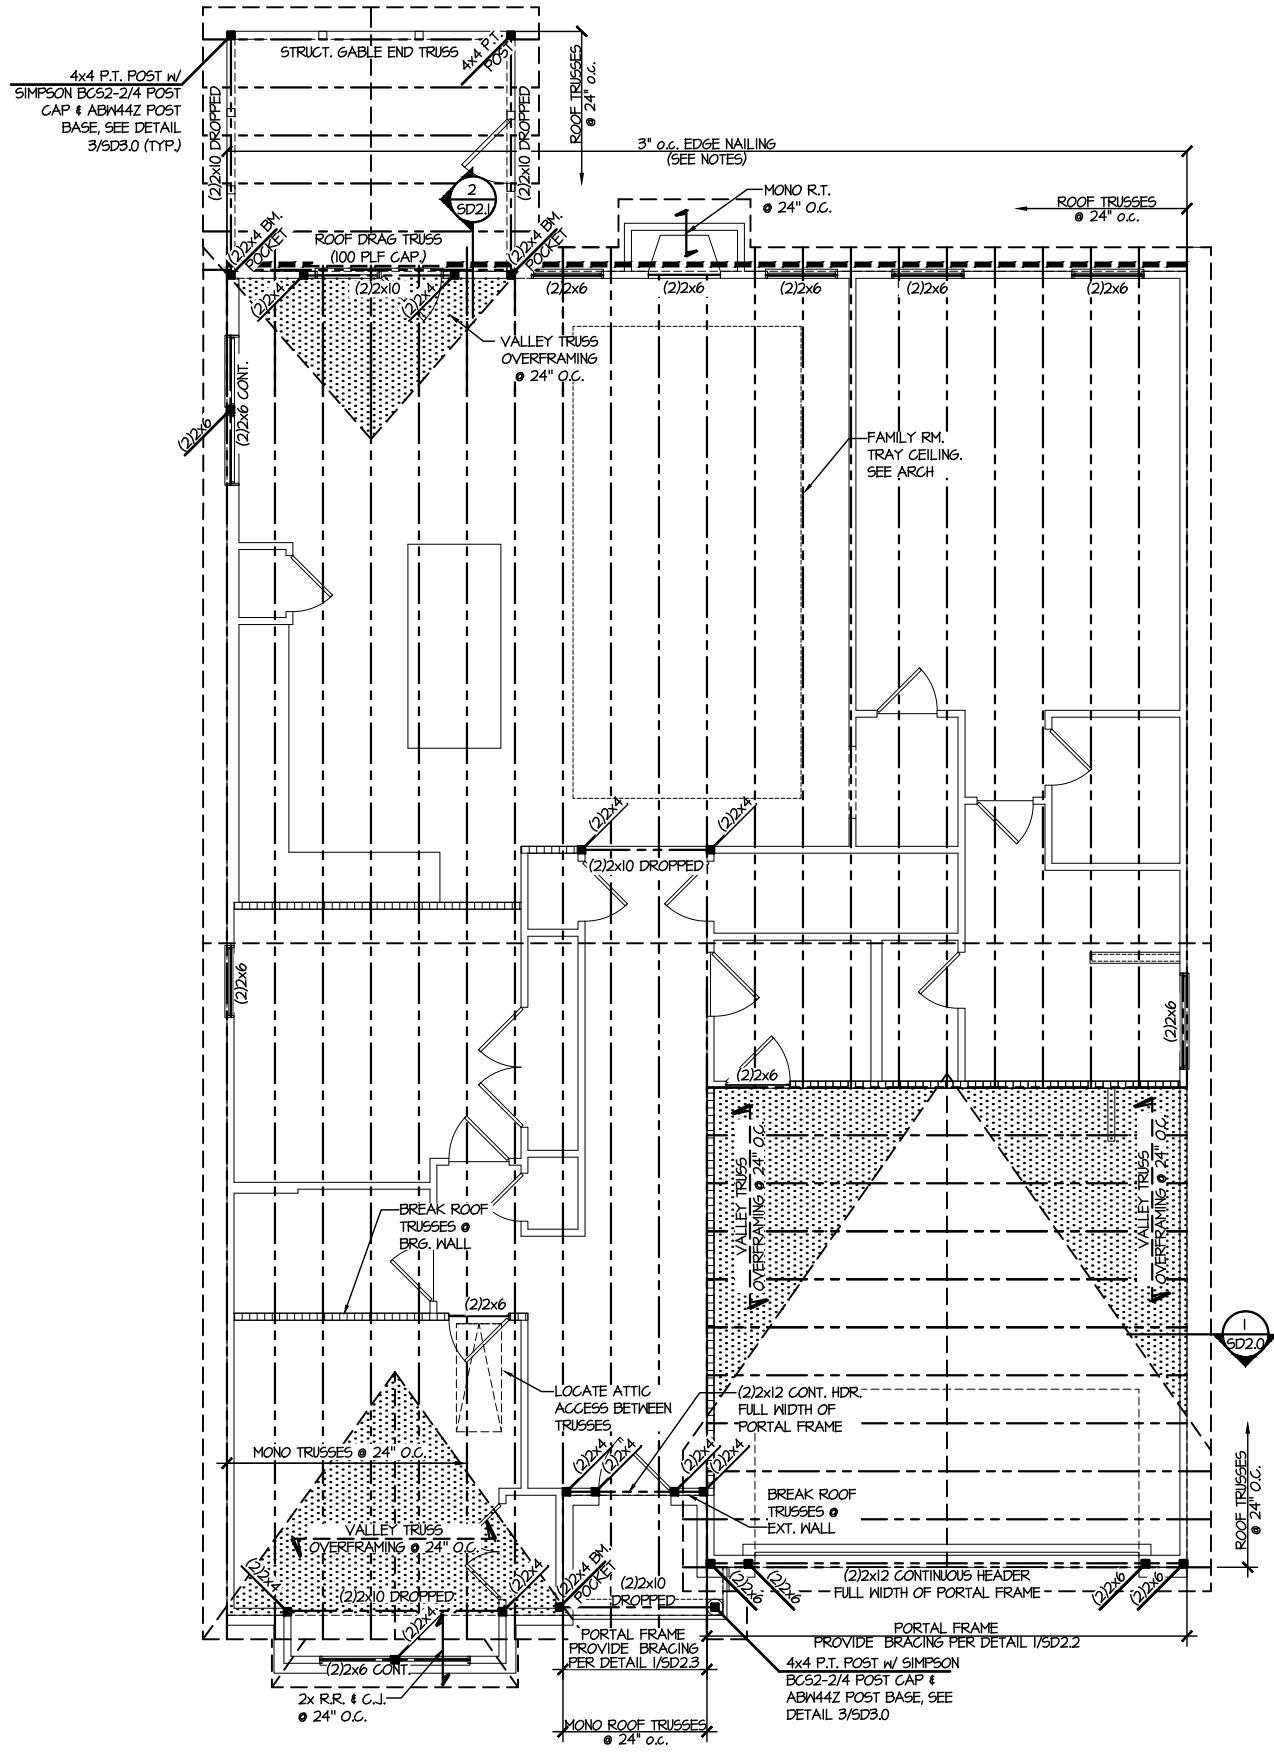 STRUCT. GABLE END TRUSS
4x4 P.T.
POST
4x4 P.T. POST W/
SIMPSON BCS2-2/4 POST
CAP & ABW44Z POST
BASE, SEE DETAIL
3/SD3.0 (TYP.)
(2)2x10 DROPPED
(2)2x10 DROPPED
ROOF TRUSSES
@ 24" o.c.
3" o.c. EDGE NAILING
(SEE NOTES)
2
SD2.1
MONO R.T.
@ 24" O.C.
ROOF TRUSSES
@ 24" o.c.
(2)2x4 BM.
POCKET
ROOF DRAG TRUSS
(100 PLF CAP.)
(2)2x4 BM.
POCKET
(2)2x4
(2)2x10
(2)2x4
(2)2x6
(2)2x6
(2)2x6
(2)2x6
(2)2x6
VALLEY TRUSS
OVERFRAMING
@ 24" O.C.
(2)2x6 CONT.
(2)2x6
FAMILY RM.
TRAY CEILING.
SEE ARCH
(2)2x4
(2)2x4
(2)2x10 DROPPED
(2)2x6
(2)2x6
(2)2x6
VALLEY TRUSS
OVERFRAMING @ 24" O.C.
VALLEY TRUSS
OVERFRAMING @ 24" O.C.
BREAK ROOF
TRUSSES @
BRG. WALL
(2)2x6
1
SD2.0
LOCATE ATTIC
ACCESS BETWEEN
TRUSSES
(2)2x12 CONT. HDR.
FULL WIDTH OF
PORTAL FRAME
MONO TRUSSES @ 24" O.C.
(2)2x4
(2)2x4
(2)2x4
(2)2x4
BREAK ROOF
TRUSSES @
EXT. WALL
ROOF TRUSSES
@ 24" O.C.
VALLEY TRUSS
OVERFRAMING @ 24" O.C.
(2)2x4
(2)2x10 DROPPED
(2)2x4
(2)2x4 BM.
POCKET
(2)2x10
DROPPED
(2)2x12 CONTINUOUS HEADER
FULL WIDTH OF PORTAL FRAME
(2)2x6
(2)2x6
(2)2x6
(2)2x6
(2)2x4
(2)2x6 CONT.
PORTAL FRAME
PROVIDE BRACING
PER DETAIL 1/SD2.3
PORTAL FRAME
PROVIDE BRACING PER DETAIL 1/SD2.2
4x4 P.T. POST W/ SIMPSON
BCS2-2/4 POST CAP &
ABW44Z POST BASE, SEE
DETAIL 3/SD3.0
2x R.R. & C.J.
@ 24" O.C.
MONO ROOF TRUSSES
@ 24" o.c.